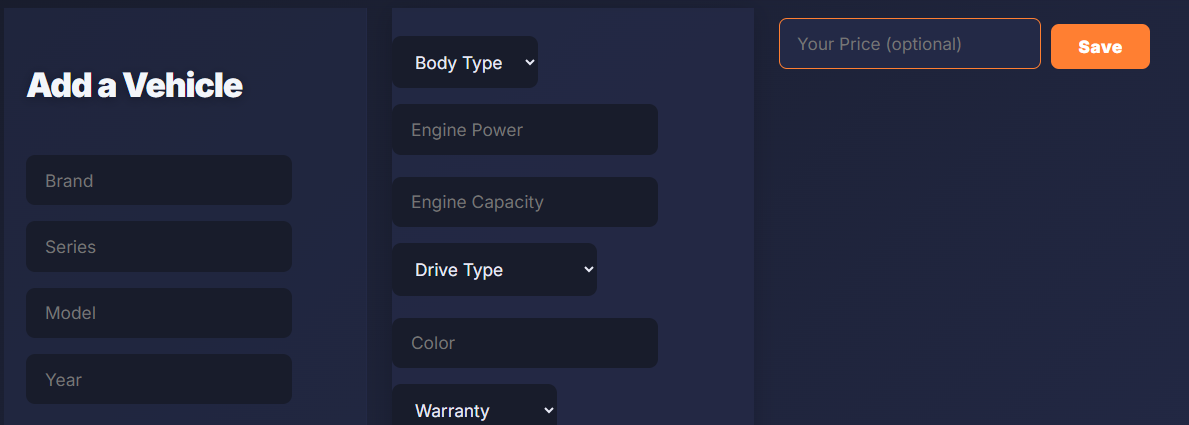 Add a Vehicle
Brand
Series
Model
Year
Body Type
Engine Power
Engine Capacity
Drive Type
Color
Warranty
Your Price (optional)
Save